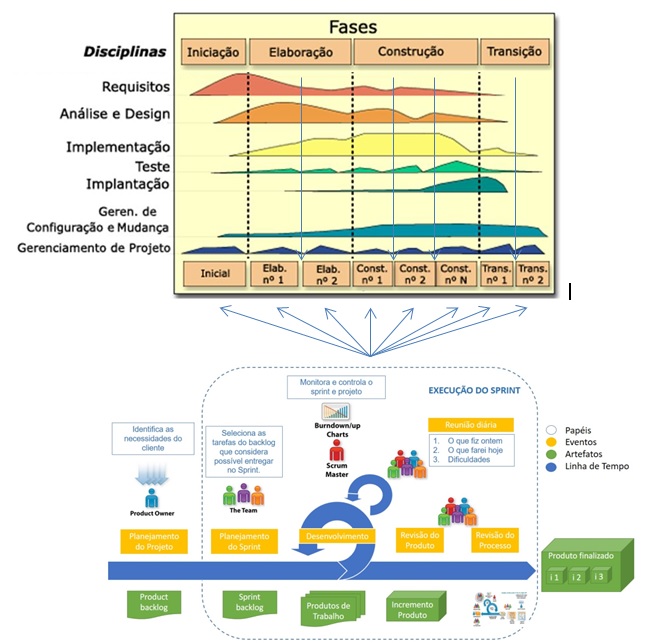 Fases
Disciplinas
Iniciação
Elaboração
Construção
Transição
Requisitos
Análise e Design
Implementação
Teste
Implantação
Geren. de
Configuração e Mudança
Gerenciamento de Projeto
Inicial
Elab.
nº 1
Elab.
nº 2
Const.
nº 1
Const.
nº 2
Const.
nº N
Trans.
nº 1
Trans.
nº 2
Monitora e controla o
sprint e projeto
EXECUÇÃO DO SPRINT
Burndown/up
Charts
Scrum
Master
Identifica as
necessidades do
cliente
Product Owner
Seleciona as
tarefas do backlog
que considera
possível entregar
no Sprint.
The Team
Reunião diária
1. O que fiz ontem
2. O que farei hoje
3. Dificuldades
Papéis
Eventos
Artefatos
Linha de Tempo
Planejamento
do Projeto
Planejamento
do Sprint
Desenvolvimento
Revisão do
Produto
Revisão do
Processo
Produto finalizado
i 1
i 2
i 3
Product
backlog
Sprint
backlog
Produtos de
Trabalho
Incremento
Produto